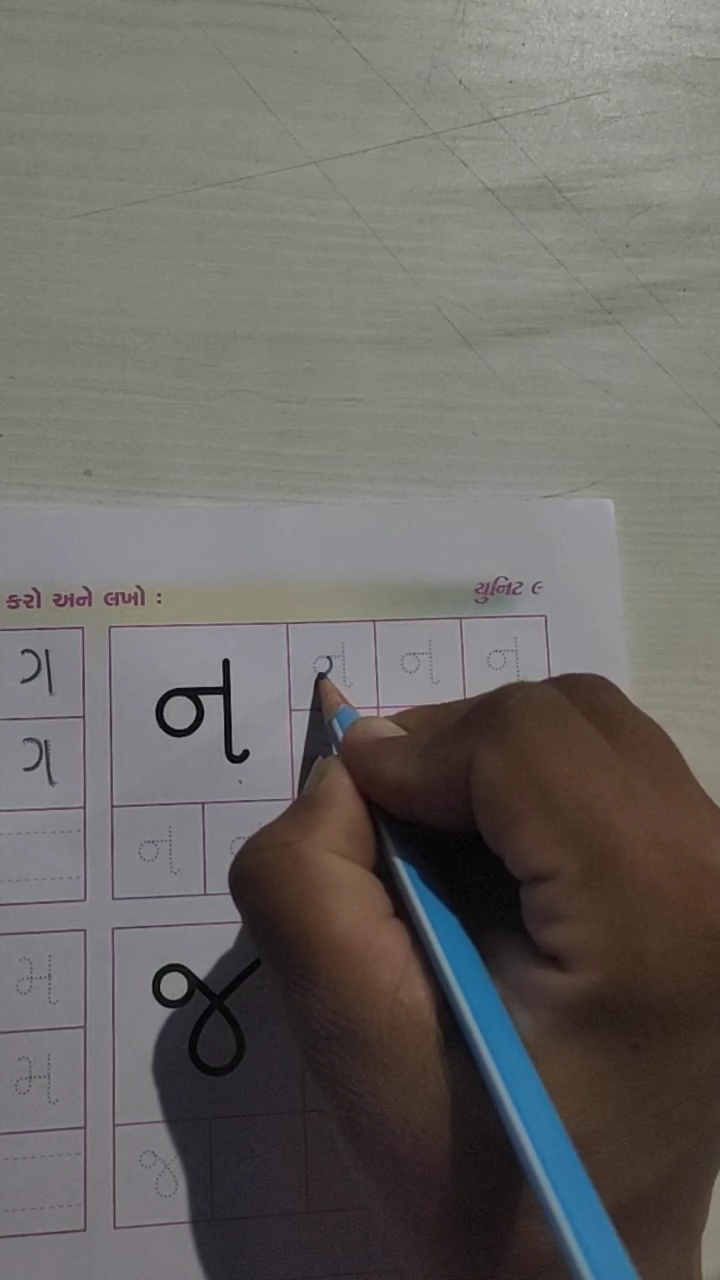 કરો અને લખો : યુનિટ ૯
ગ ન ન ન ન
ગ
ન ન
મ જ
મ
જ